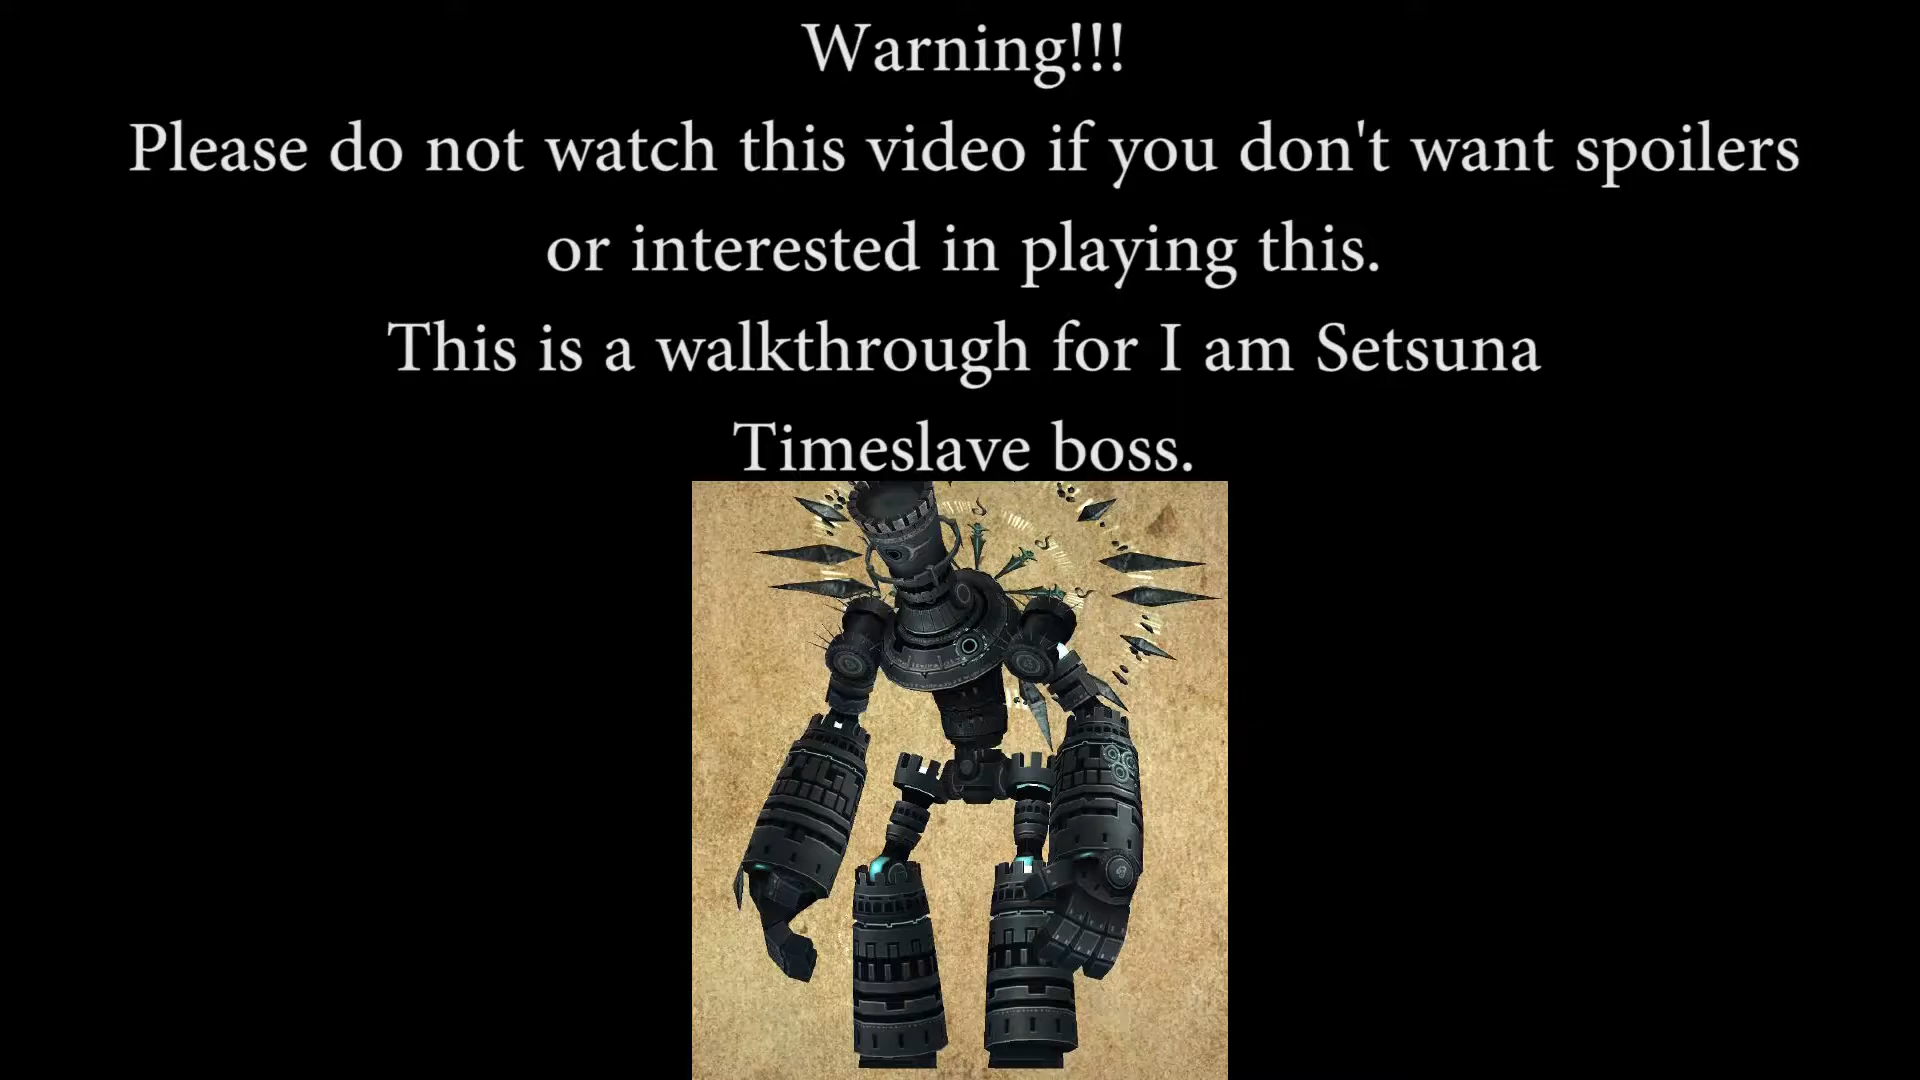 Warning!!!
Please do not watch this video if you don't want spoilers
or interested in playing this.
This is a walkthrough for I am Setsuna
Timeslave boss.